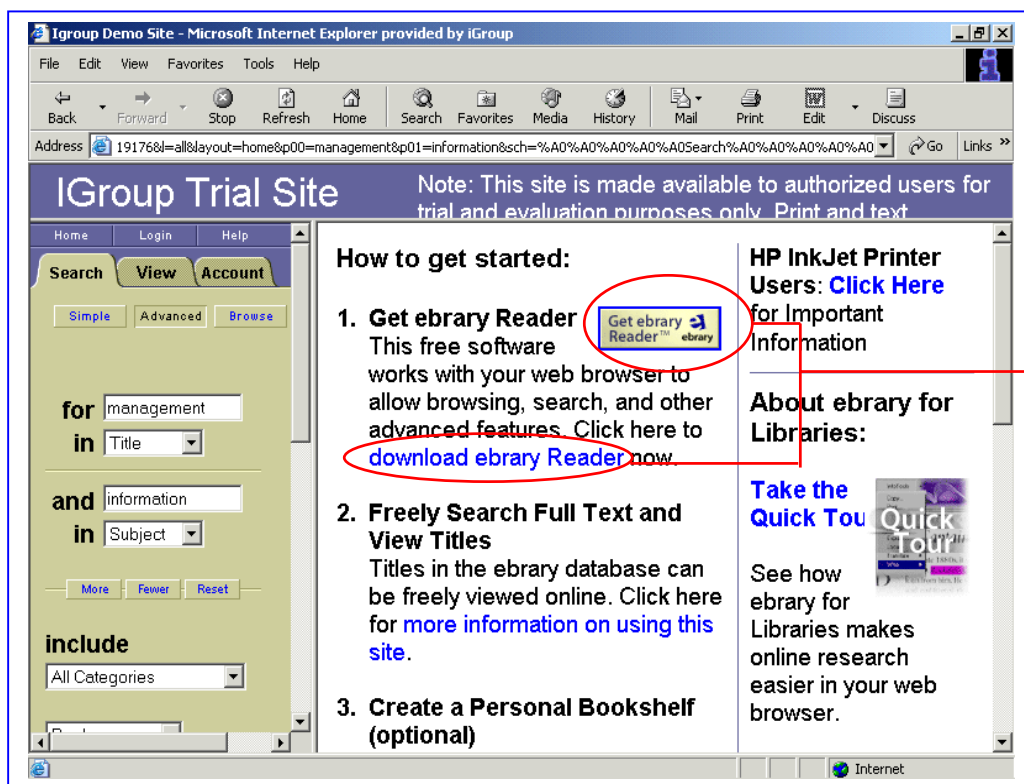 Igroup Demo Site - Microsoft Internet Explorer provided by iGroup
File Edit View Favorites Tools Help
Back Forward Stop Refresh Home Search Favorites Media History Mail Print Edit Discuss
Address 19176&l=all&layout=home&p00=management&p01=information&sch=%A0%A0%A0%A0Search%A0%A0%A0%A0 Go Links »
IGroup Trial Site
Note: This site is made available to authorized users for
trial and evaluation purposes only. Print and text
Home Login Help
Search View Account
Simple Advanced Browse
for management
in Title
and information
in Subject
More Fewer Reset
include
All Categories
How to get started:
1. Get ebrary Reader
Get ebrary
Reader™ ebrary
This free software
works with your web browser to
allow browsing, search, and other
advanced features. Click here to
download ebrary Reader now.
2. Freely Search Full Text and
View Titles
Titles in the ebrary database can
be freely viewed online. Click here
for more information on using this
site.
3. Create a Personal Bookshelf
(optional)
HP InkJet Printer
Users: Click Here
for Important
Information
About ebrary for
Libraries:
Take the
Quick Tou
Quick
Tour
See how
ebrary for
Libraries makes
online research
easier in your web
browser.
Internet